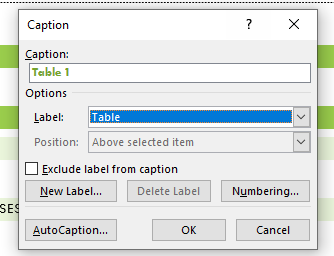 Caption
Caption:
Table 1
Options
Label: Table
Position: Above selected item
Exclude label from caption
New Label... Delete Label Numbering...
SES
AutoCaption... OK Cancel